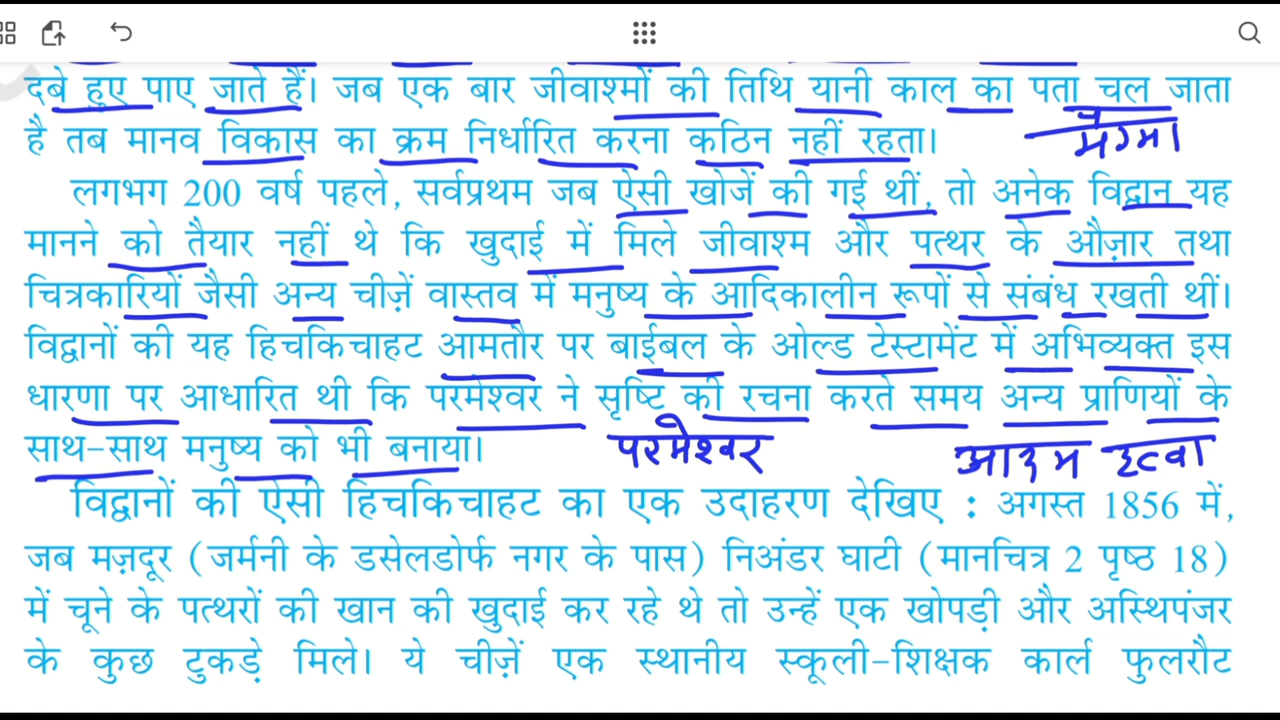 दबे हुए पाए जाते हैं। जब एक बार जीवाश्मों की तिथि यानी काल का पता चल जाता
है तब मानव विकास का क्रम निर्धारित करना कठिन नहीं रहता।
लगभग 200 वर्ष पहले, सर्वप्रथम जब ऐसी खोजें की गई थीं, तो अनेक विद्वान यह
मानने को तैयार नहीं थे कि खुदाई में मिले जीवाश्म और पत्थर के औज़ार तथा
चित्रकारियों जैसी अन्य चीज़ें वास्तव में मनुष्य के आदिकालीन रूपों से संबंध रखती थीं।
विद्वानों की यह हिचकिचाहट आमतौर पर बाईबल के ओल्ड टेस्टामेंट में अभिव्यक्त इस
धारणा पर आधारित थी कि परमेश्वर ने सृष्टि की रचना करते समय अन्य प्राणियों के
साथ-साथ मनुष्य को भी बनाया।
परमेश्वर आदम हव्वा
विद्वानों की ऐसी हिचकिचाहट का एक उदाहरण देखिए : अगस्त 1856 में,
जब मज़दूर (जर्मनी के डसेलडोर्फ नगर के पास) निअंडर घाटी (मानचित्र 2 पृष्ठ 18)
में चूने के पत्थरों की खान की खुदाई कर रहे थे तो उन्हें एक खोपड़ी और अस्थिपंजर
के कुछ टुकड़े मिले। ये चीज़ें एक स्थानीय स्कूली-शिक्षक कार्ल फुलरौट